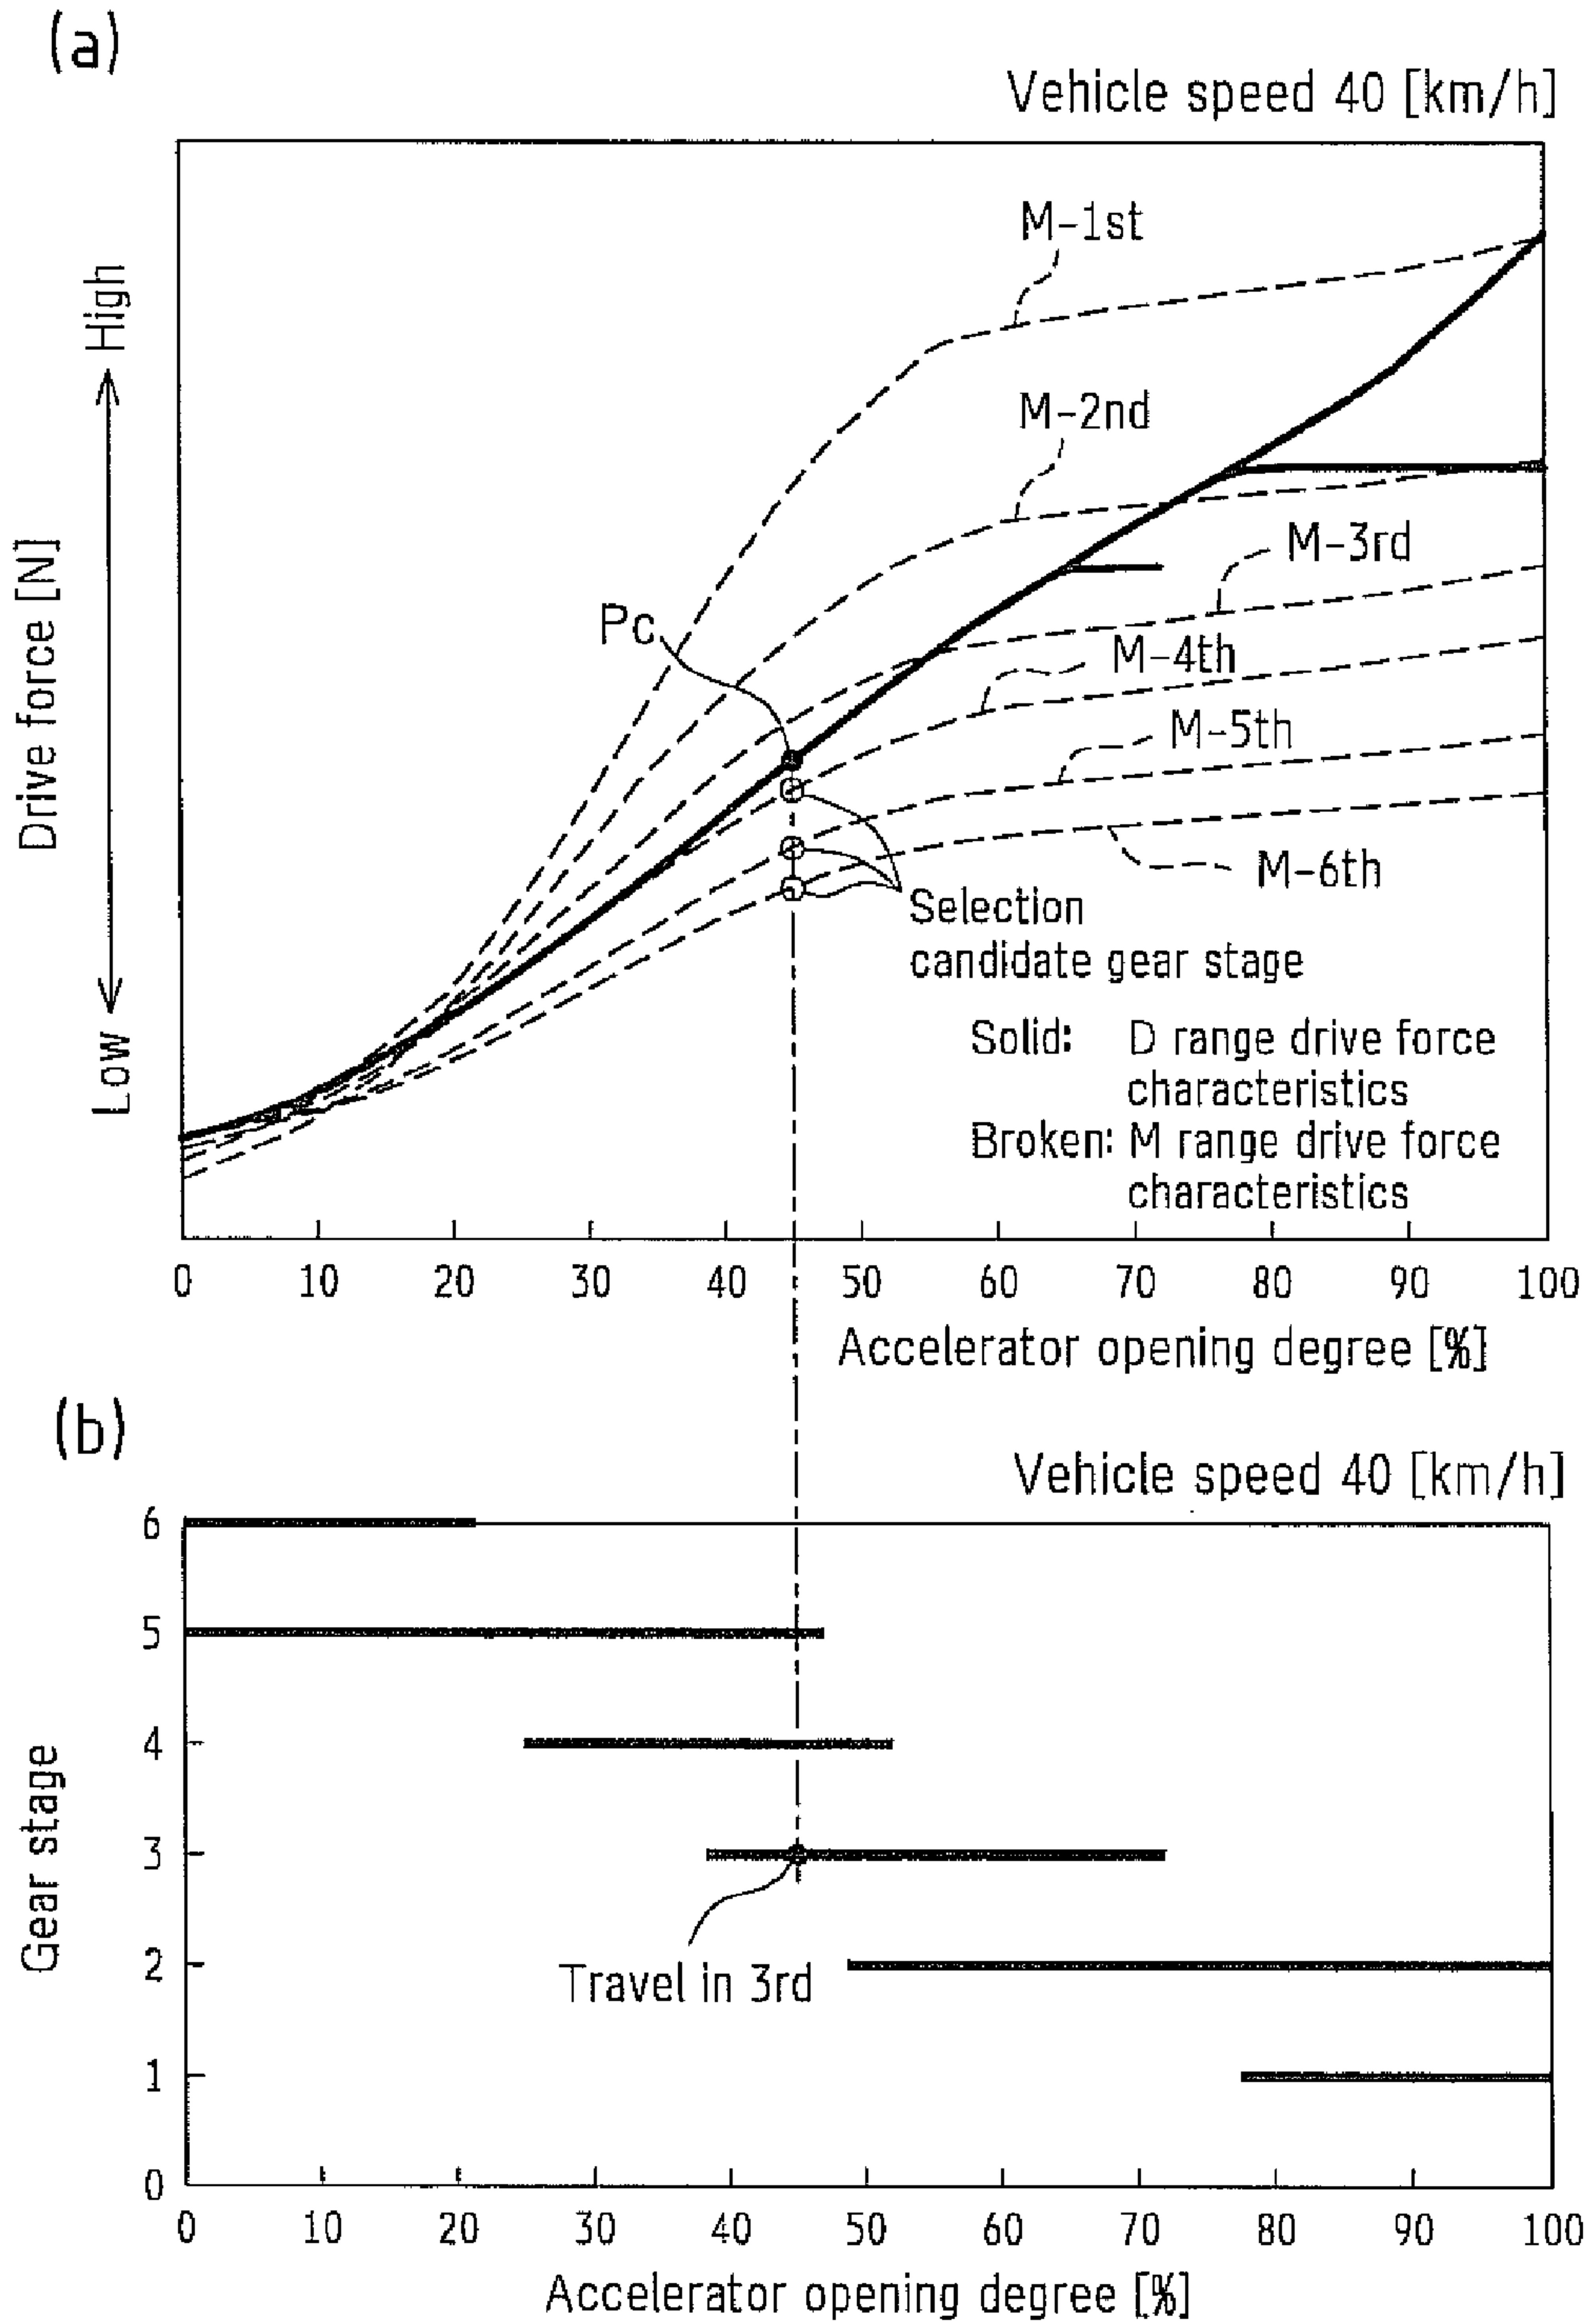 (a)
Vehicle speed 40 [km/h]
M-1st
High
M-2nd
M-3rd
Pc
M-4th
Drive force [N]
M-5th
M-6th
Selection
candidate gear stage
Low
Solid: D range drive force
characteristics
Broken: M range drive force
characteristics
0 10 20 30 40 50 60 70 80 90 100
Accelerator opening degree [%]
(b)
Vehicle speed 40 [km/h]
6
5
4
Gear stage
3
2
Travel in 3rd
1
0
0 10 20 30 40 50 60 70 80 90 100
Accelerator opening degree [%]